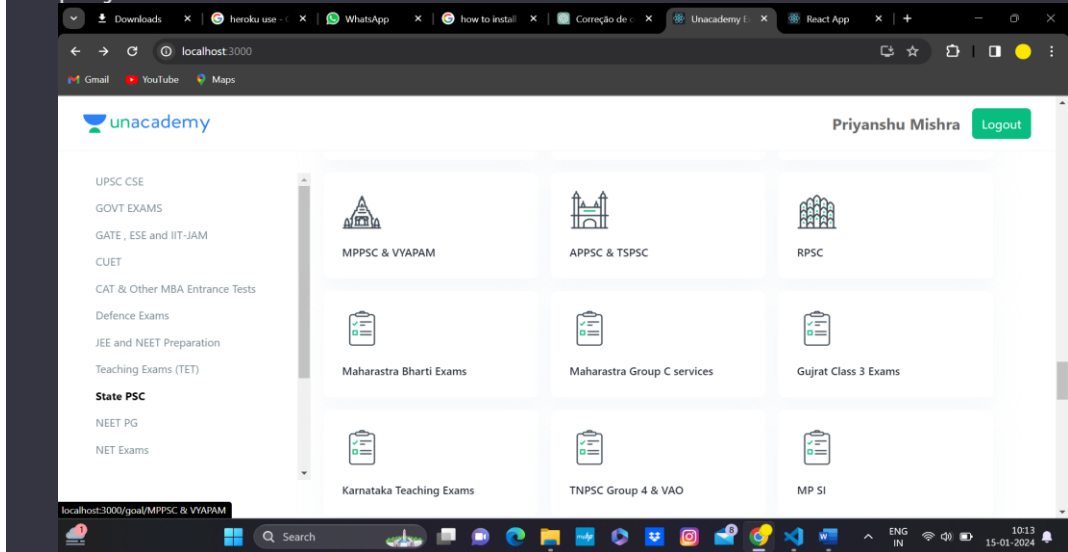 Downloads
heroku use - G
WhatsApp
how to install
Correção de
Unacademy
React App
localhost:3000
Gmail YouTube Maps
unacademy
Priyanshu Mishra Logout
UPSC CSE
GOVT EXAMS
GATE , ESE and IIT-JAM
CUET
CAT & Other MBA Entrance Tests
Defence Exams
JEE and NEET Preparation
Teaching Exams (TET)
State PSC
NEET PG
NET Exams
MPPSC & VYAPAM
APPSC & TSPSC
RPSC
Maharastra Bharti Exams
Maharastra Group C services
Gujrat Class 3 Exams
Karnataka Teaching Exams
TNPSC Group 4 & VAO
MP SI
localhost:3000/goal/MPPSC & VYAPAM
1
Search
ENG
IN
10:13
15-01-2024